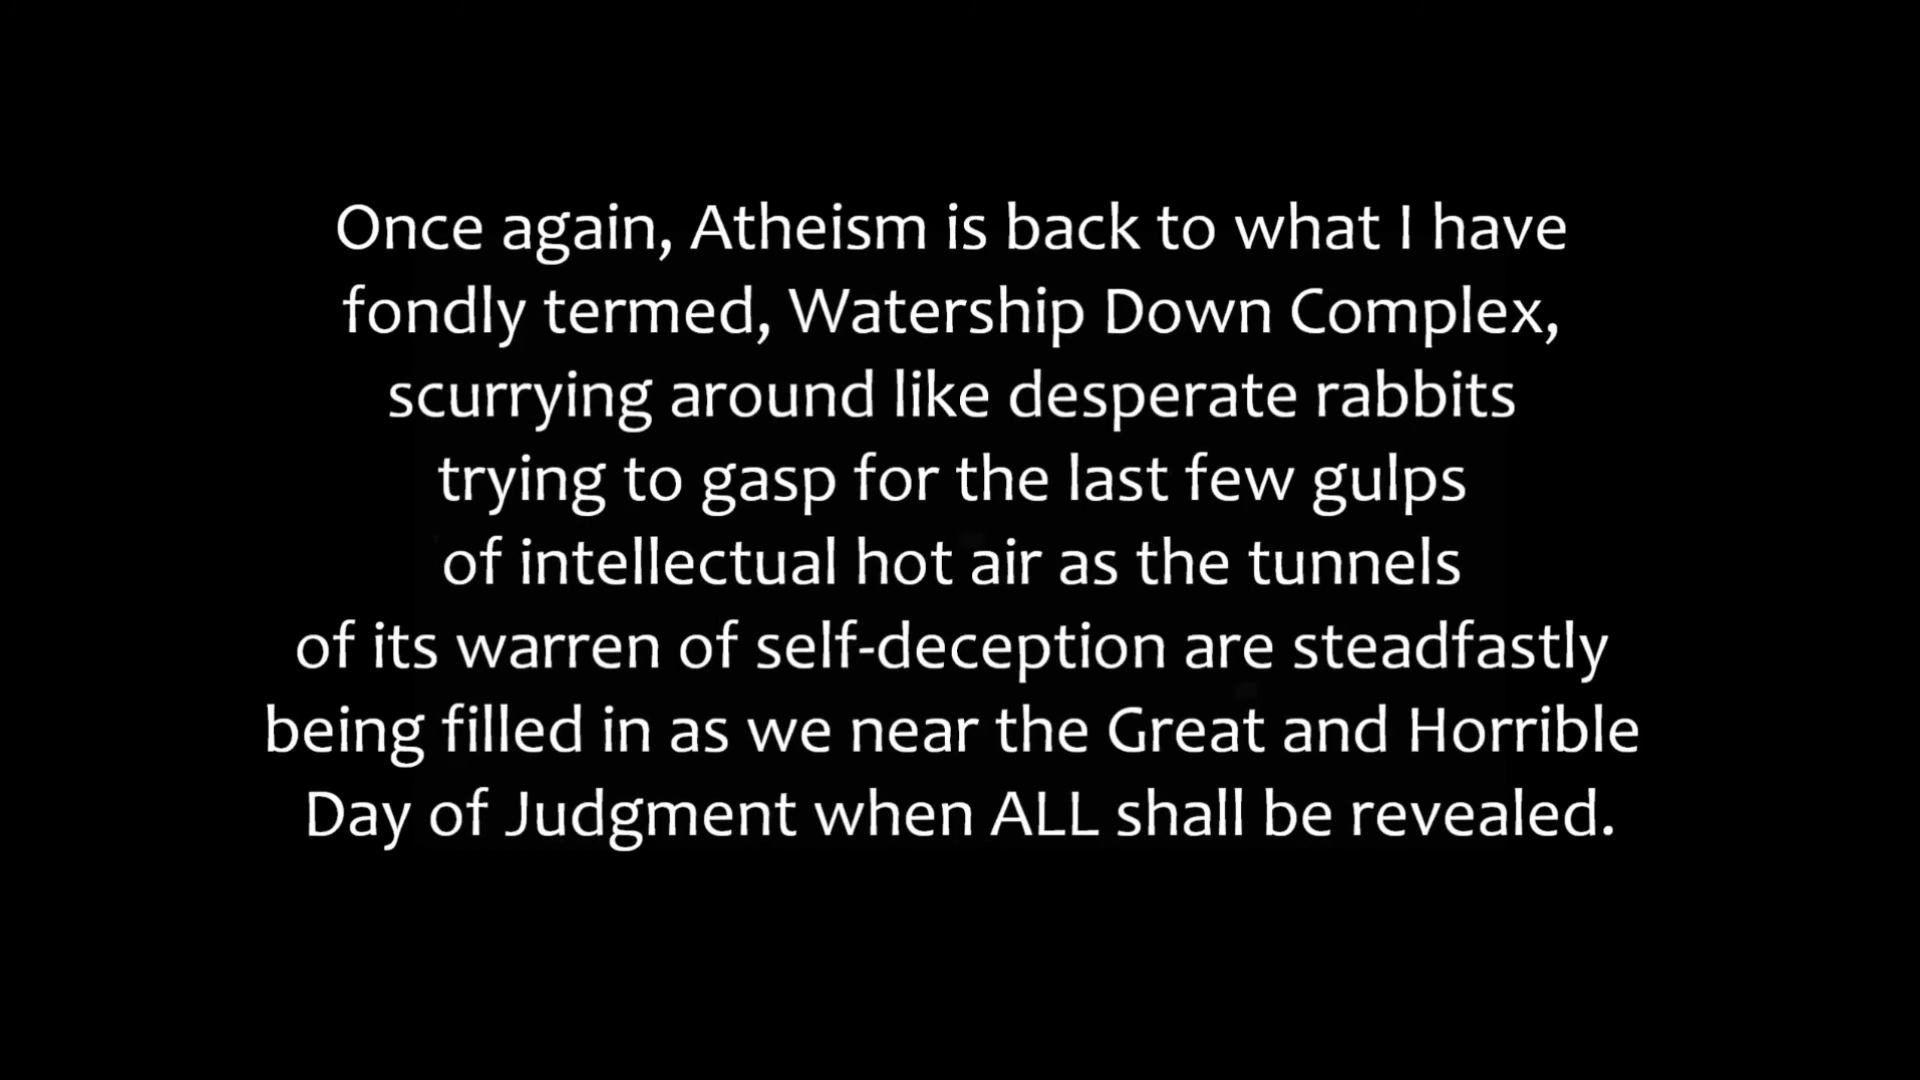 Once again, Atheism is back to what I have
fondly termed, Watership Down Complex,
scurrying around like desperate rabbits
trying to gasp for the last few gulps
of intellectual hot air as the tunnels
of its warren of self-deception are steadfastly
being filled in as we near the Great and Horrible
Day of Judgment when ALL shall be revealed.